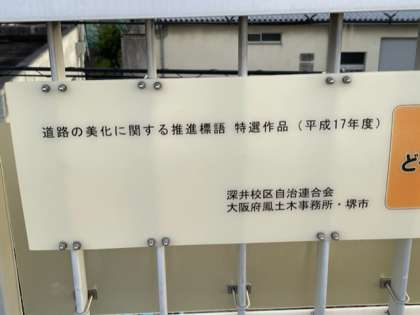 道路の美化に関する推進標語 特選作品（平成17年度）
深井校区自治連合会
大阪府鳳土木事務所・堺市
ど